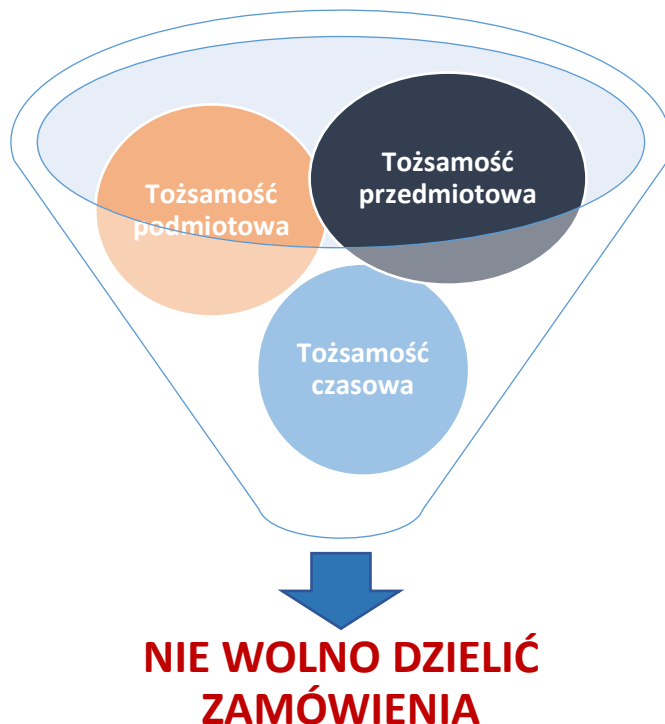 Tożsamość
podmiotowa
Tożsamość
przedmiotowa
Tożsamość
czasowa
NIE WOLNO DZIELIĆ
ZAMÓWIENIA